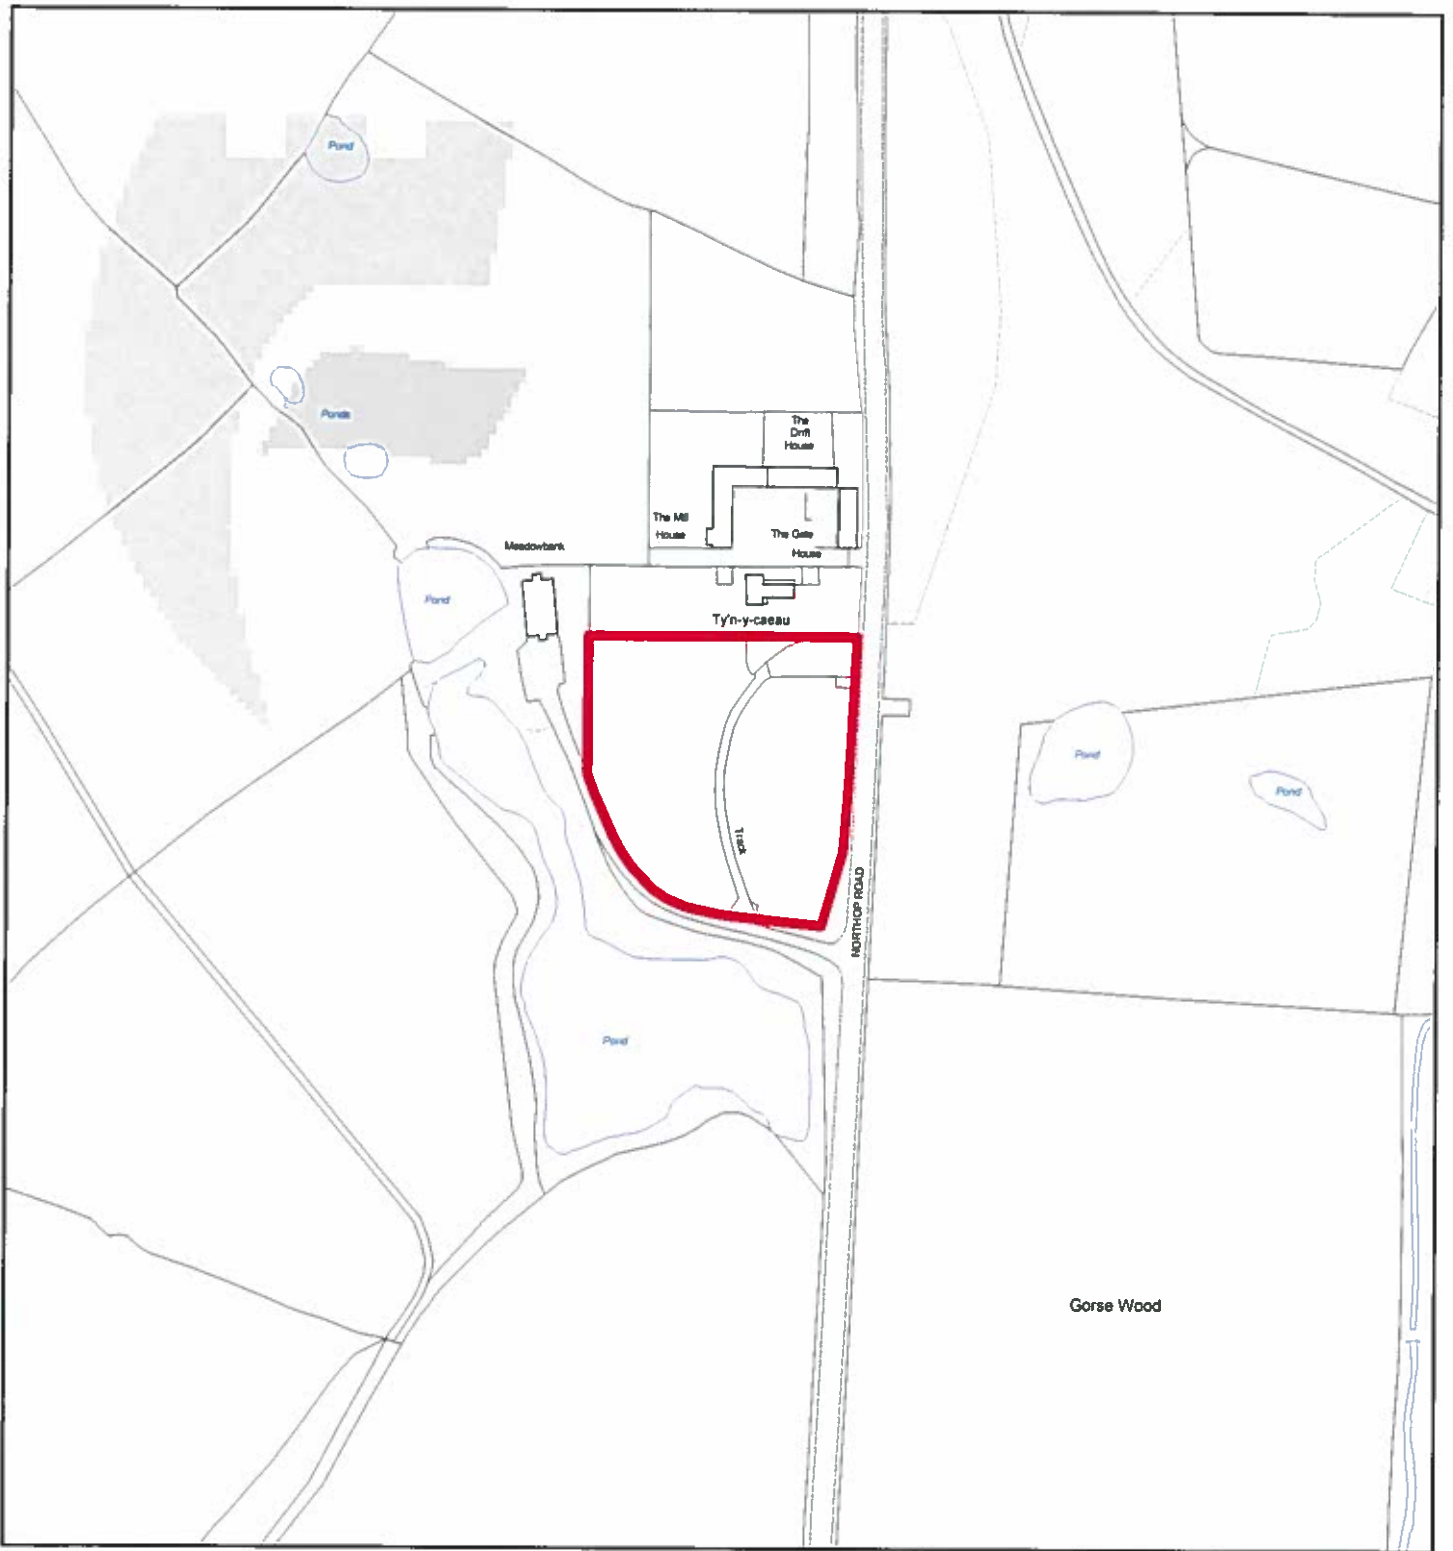 Pond
Ponds
The
Drift
House
The Mill
House
The Gate
House
Meadowbank
Pond
Ty'n-y-caeau
Pond
Pond
Track
NORTHOP ROAD
Pond
Gorse Wood